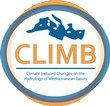 CLIMB
Climate Induced Changes on the
Hydrology of Mediterranean Basins